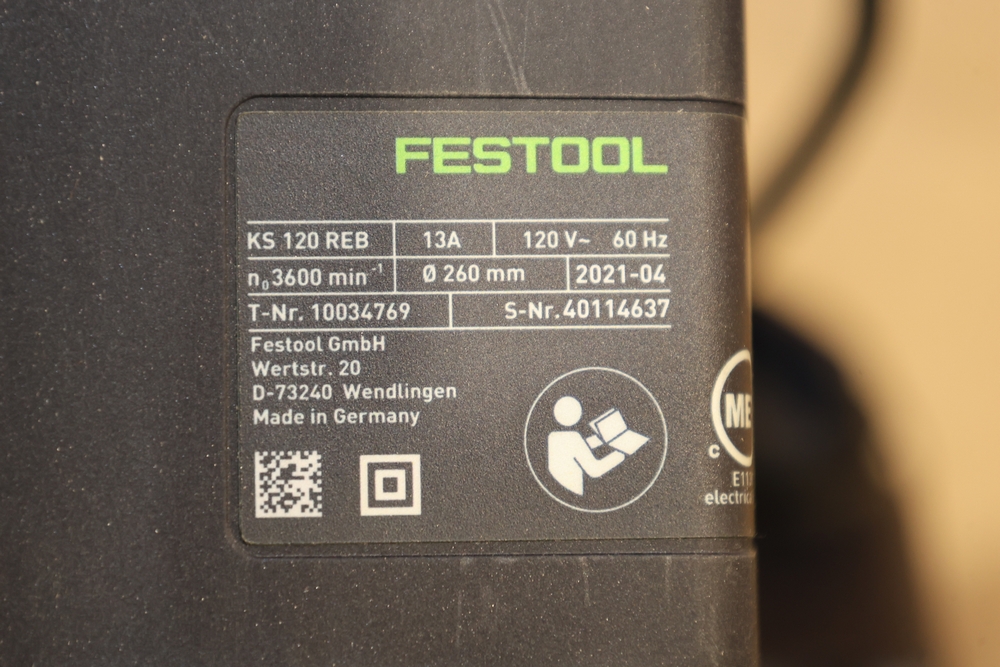 FESTOOL
KS 120 REB 13A 120 V~ 60 Hz
n₀3600 min⁻¹ Ø 260 mm 2021-04
T-Nr. 10034769 S-Nr. 40114637
Festool GmbH
Wertstr. 20
D-73240 Wendlingen
Made in Germany
c